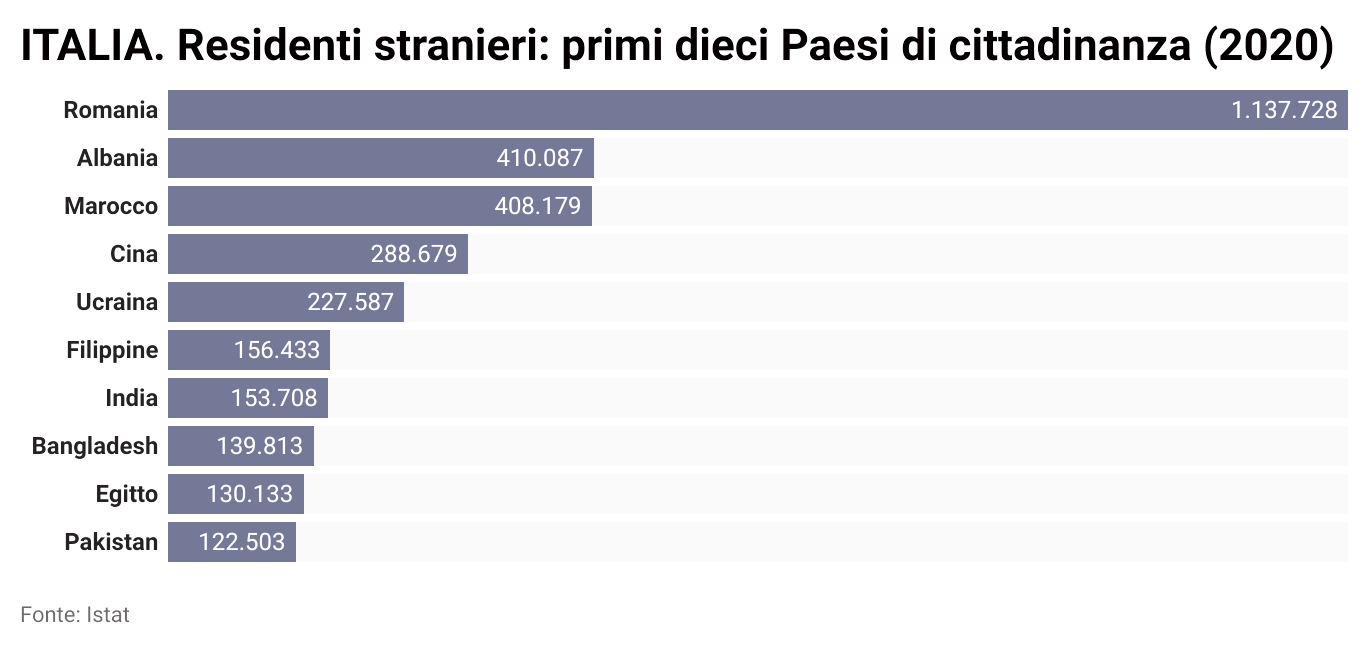 ITALIA. Residenti stranieri: primi dieci Paesi di cittadinanza (2020)
Romania 1.137.728
Albania 410.087
Marocco 408.179
Cina 288.679
Ucraina 227.587
Filippine 156.433
India 153.708
Bangladesh 139.813
Egitto 130.133
Pakistan 122.503
Fonte: Istat